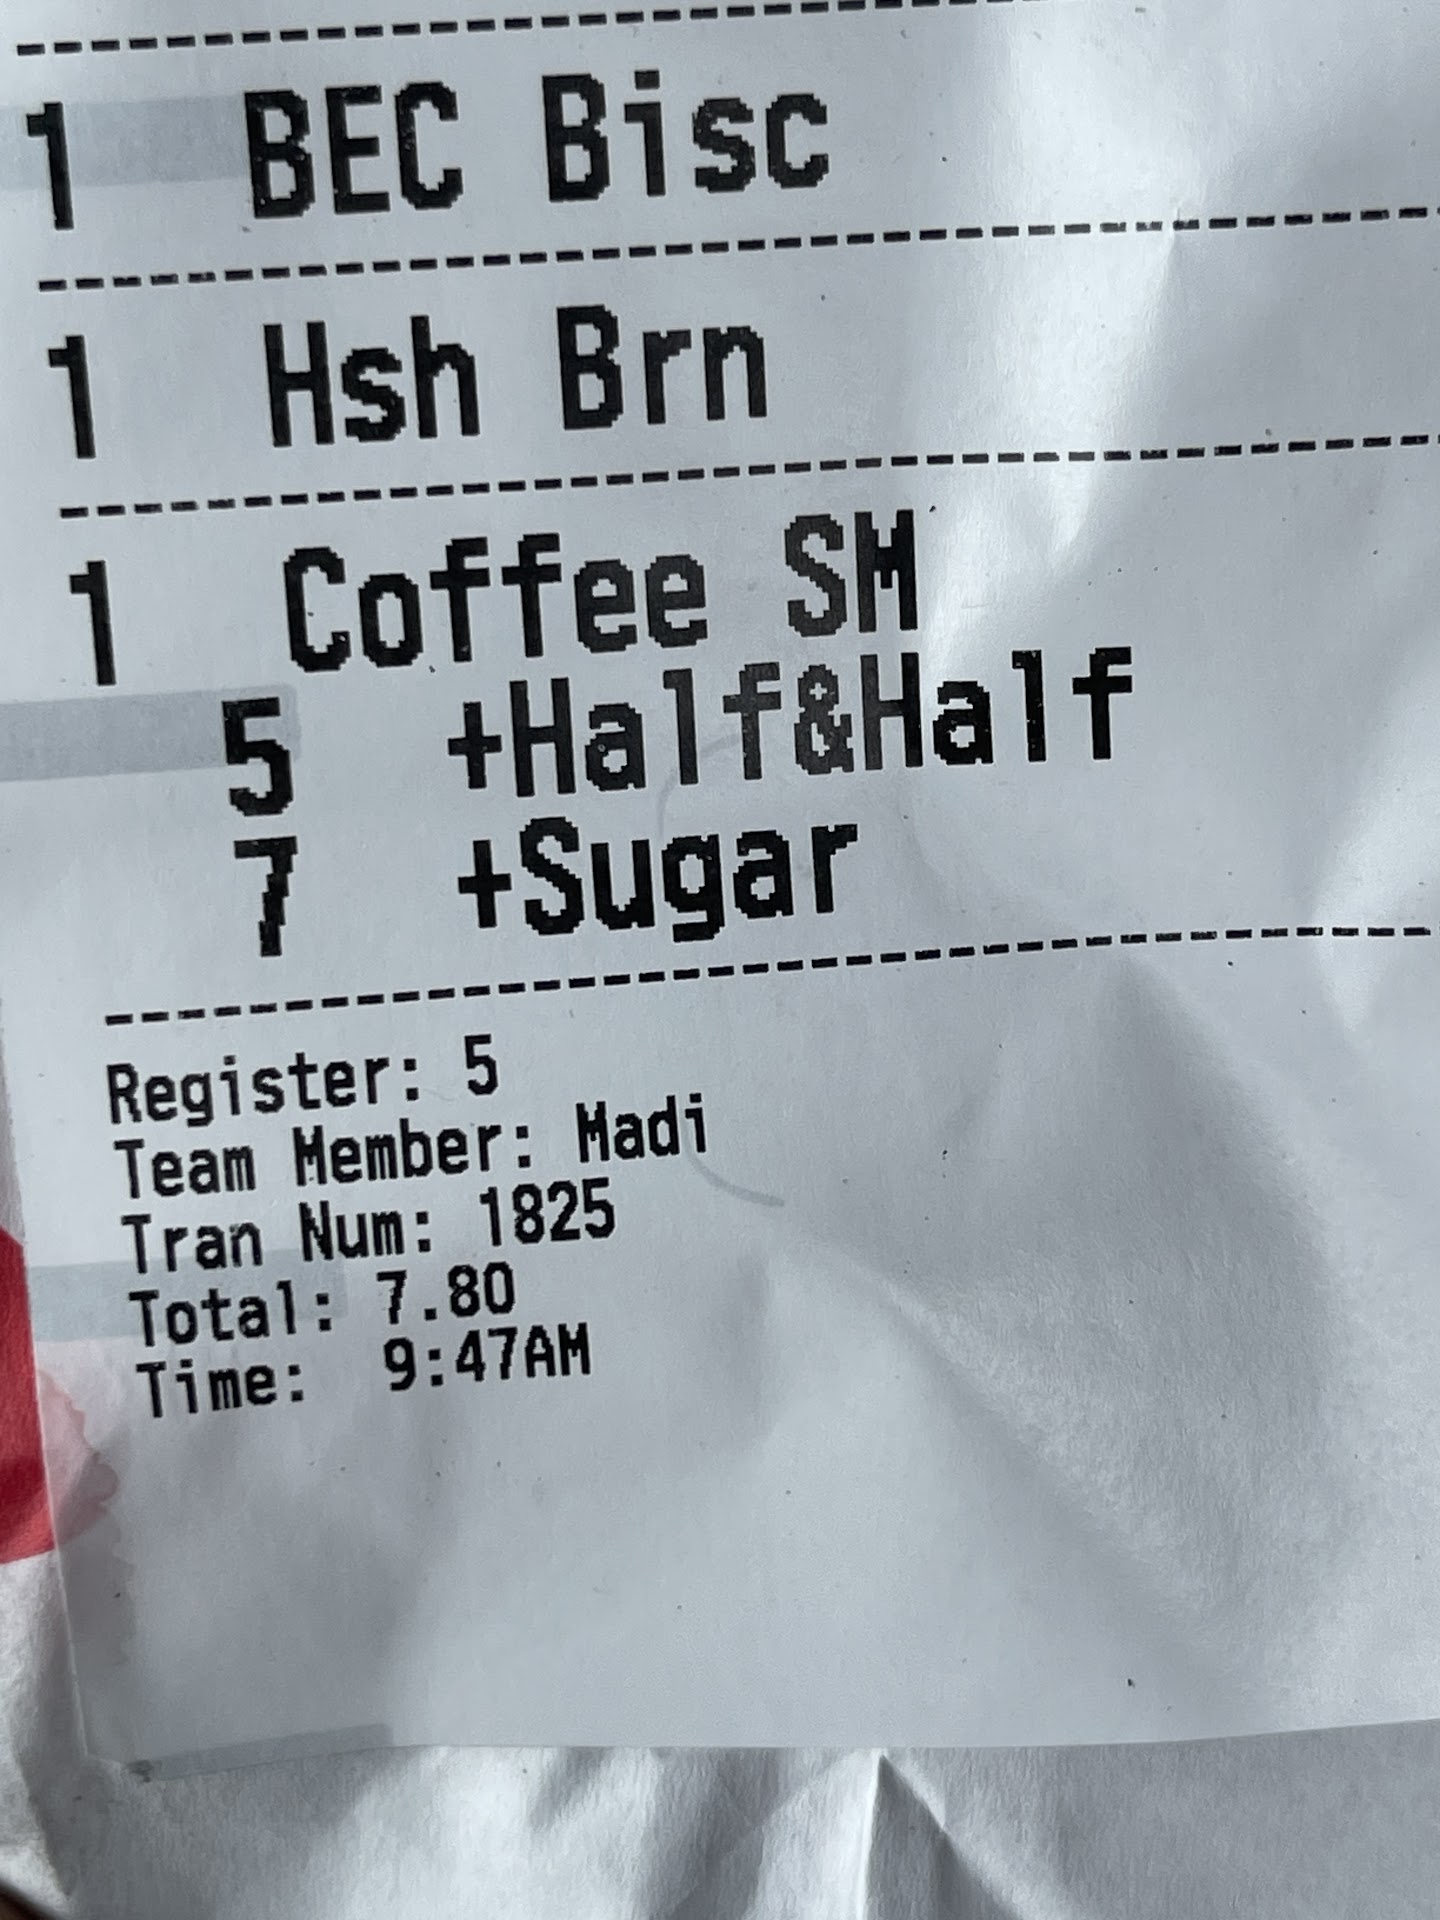 1 BEC Bisc
1 Hsh Brn
1 Coffee SM
5 +Half&Half
7 +Sugar
Register: 5
Team Member: Madi
Tran Num: 1825
Total: 7.80
Time: 9:47AM